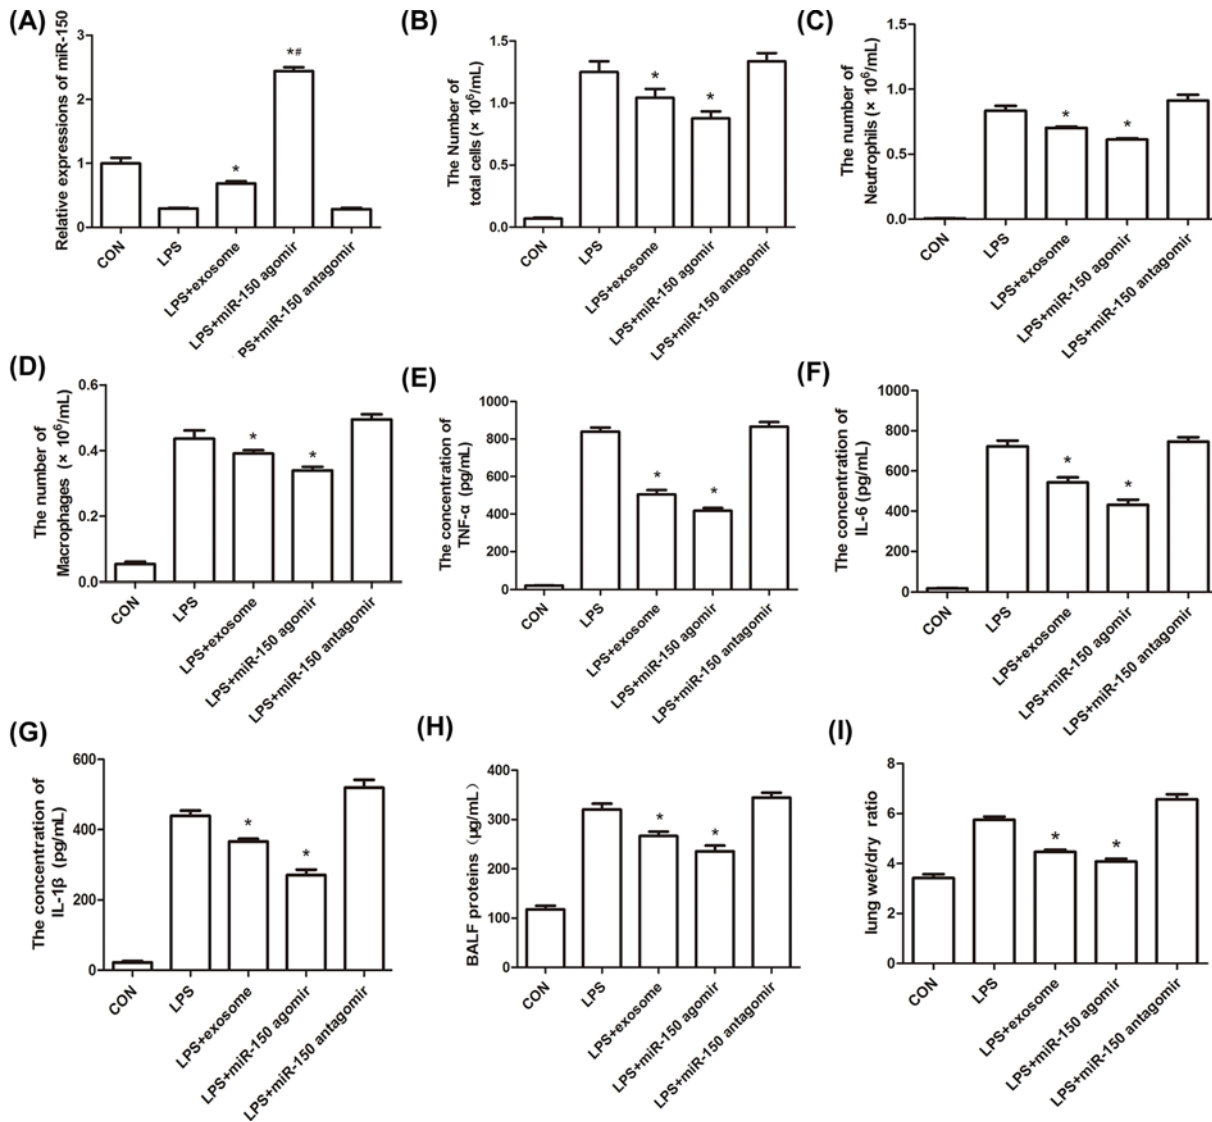 (A)
Relative expressions of miR-150
3
2
1
0
*
*#
CON
LPS
LPS+exosome
LPS+miR-150 agomir
PS+miR-150 antagomir
(B)
The Number of
total cells (× 10⁶/mL)
1.5
1.0
0.5
0.0
*
*
CON
LPS
LPS+exosome
LPS+miR-150 agomir
LPS+miR-150 antagomir
(C)
The number of
Neutrophils (× 10⁶/mL)
1.5
1.0
0.5
0.0
*
*
CON
LPS
LPS+exosome
LPS+miR-150 agomir
LPS+miR-150 antagomir
(D)
The number of
Macrophages (× 10⁶/mL)
0.6
0.4
0.2
0.0
*
*
CON
LPS
LPS+exosome
LPS+miR-150 agomir
LPS+miR-150 antagomir
(E)
The concentration of
TNF-α (pg/mL)
1000
800
600
400
200
0
*
*
CON
LPS
LPS+exosome
LPS+miR-150 agomir
LPS+miR-150 antagomir
(F)
The concentration of
IL-6 (pg/mL)
1000
800
600
400
200
0
*
*
CON
LPS
LPS+exosome
LPS+miR-150 agomir
LPS+miR-150 antagomir
(G)
The concentration of
IL-1β (pg/mL)
600
400
200
0
*
*
CON
LPS
LPS+exosome
LPS+miR-150 agomir
LPS+miR-150 antagomir
(H)
BALF proteins (μg/mL)
400
300
200
100
0
*
*
CON
LPS
LPS+exosome
LPS+miR-150 agomir
LPS+miR-150 antagomir
(I)
lung wet/dry ratio
8
6
4
2
0
*
*
CON
LPS
LPS+exosome
LPS+miR-150 agomir
LPS+miR-150 antagomir